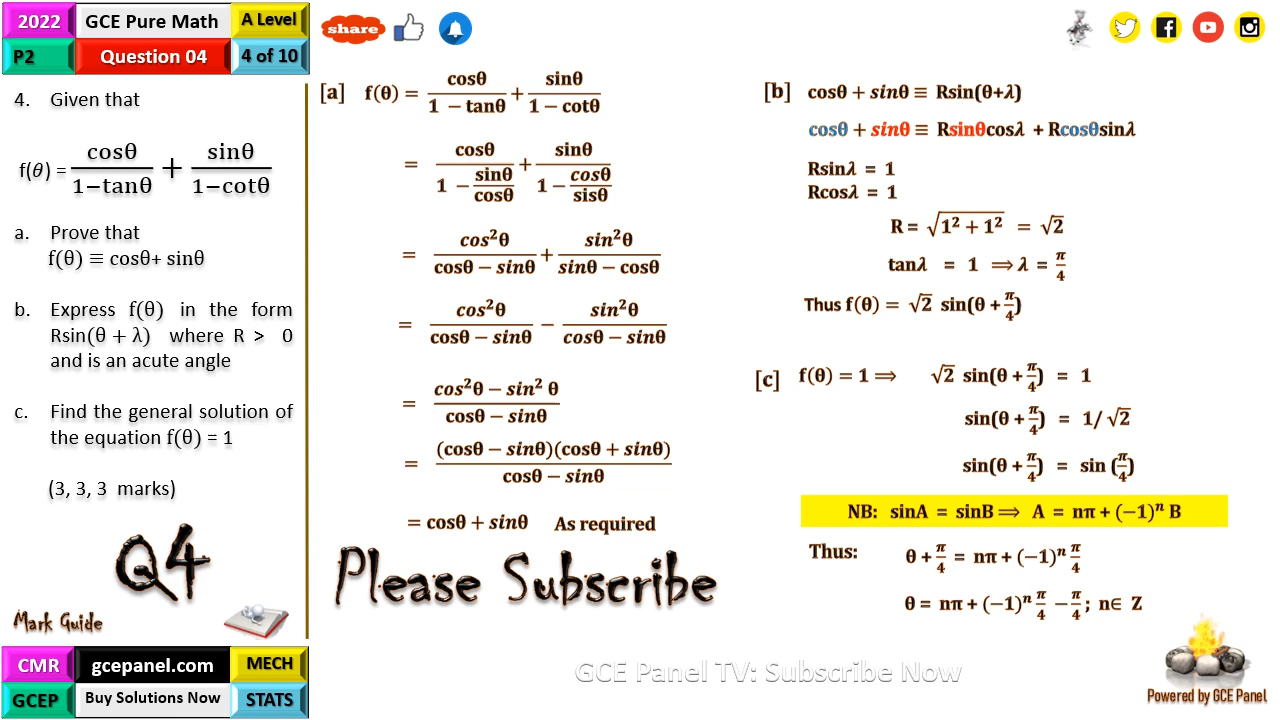 2022 GCE Pure Math A Level
P2 Question 04 4 of 10
share
4. Given that
f(θ) = cosθ/(1−tanθ) + sinθ/(1−cotθ)
a. Prove that
f(θ) ≡ cosθ+ sinθ
b. Express f(θ) in the form
Rsin(θ + λ) where R > 0
and is an acute angle
c. Find the general solution of
the equation f(θ) = 1
(3, 3, 3 marks)
Q4
Mark Guide
CMR gcepanel.com MECH
GCEP Buy Solutions Now STATS
[a] f(θ) = cosθ/(1 − tanθ) + sinθ/(1 − cotθ)
= cosθ/(1 − sinθ/cosθ) + sinθ/(1 − cosθ/sisθ)
= cos²θ/(cosθ − sinθ) + sin²θ/(sinθ − cosθ)
= cos²θ/(cosθ − sinθ) − sin²θ/(cosθ − sinθ)
= (cos²θ − sin² θ)/(cosθ − sinθ)
= (cosθ − sinθ)(cosθ + sinθ)/(cosθ − sinθ)
= cosθ + sinθ As required
Please Subscribe
[b] cosθ + sinθ ≡ Rsin(θ+λ)
cosθ + sinθ ≡ Rsinθcosλ + Rcosθsinλ
Rsinλ = 1
Rcosλ = 1
R = √(1² + 1²) = √2
tanλ = 1 ⟹ λ = π/4
Thus f(θ) = √2 sin(θ + π/4)
[c] f(θ) = 1 ⟹ √2 sin(θ + π/4) = 1
sin(θ + π/4) = 1/√2
sin(θ + π/4) = sin (π/4)
NB: sinA = sinB ⟹ A = nπ + (−1)ⁿ B
Thus: θ + π/4 = nπ + (−1)ⁿ π/4
θ = nπ + (−1)ⁿ π/4 − π/4; n∈ Z
GCE Panel TV: Subscribe Now
Powered by GCE Panel